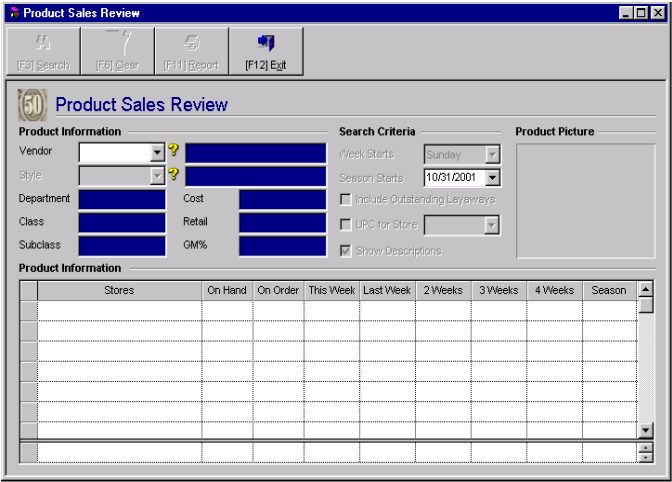 Product Sales Review
[F8] Search [F6] Clear [F11] Report [F12] Exit
50 Product Sales Review
Product Information Search Criteria Product Picture
Vendor ? Week Starts Sunday
Style ? Season Starts 10/31/2001
Department Cost Include Outstanding Layaways
Class Retail UPC for Store
Subclass GM% Show Descriptions
Product Information
Stores On Hand On Order This Week Last Week 2 Weeks 3 Weeks 4 Weeks Season